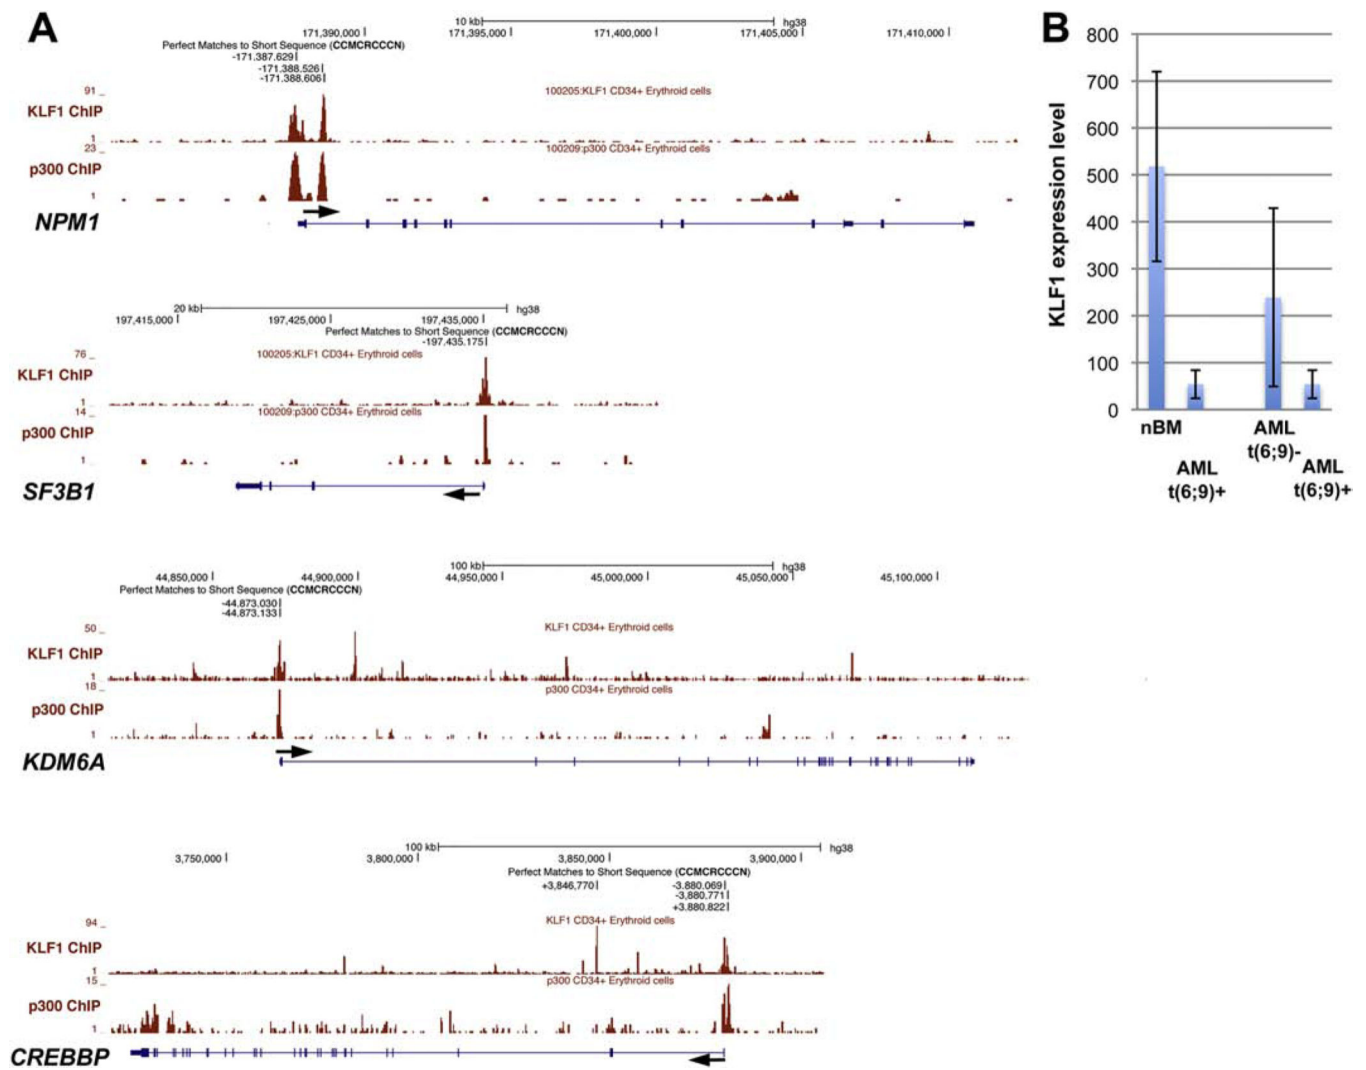 A
10 kb
hg38
171,390,000
171,395,000
171,400,000
171,405,000
171,410,000
Perfect Matches to Short Sequence (CCMCRCCCN)
-171.387.629
-171.388.526
-171.388.606
91
100205:KLF1 CD34+ Erythroid cells
KLF1 ChIP
1
23
100209:p300 CD34+ Erythroid cells
p300 ChIP
1
NPM1
20 kb
hg38
197,415,000
197,425,000
197,435,000
Perfect Matches to Short Sequence (CCMCRCCCN)
-197.435.175
76
100205:KLF1 CD34+ Erythroid cells
KLF1 ChIP
1
14
100209:p300 CD34+ Erythroid cells
p300 ChIP
1
SF3B1
100 kb
hg38
44,850,000
44,900,000
44,950,000
45,000,000
45,050,000
45,100,000
Perfect Matches to Short Sequence (CCMCRCCCN)
-44.873.030
-44.873.133
50
KLF1 CD34+ Erythroid cells
KLF1 ChIP
1
18
p300 CD34+ Erythroid cells
p300 ChIP
1
KDM6A
100 kb
hg38
3,750,000
3,800,000
3,850,000
3,900,000
Perfect Matches to Short Sequence (CCMCRCCCN)
+3,846,770
-3.880.069
-3,880.771
+3.880.822
94
KLF1 CD34+ Erythroid cells
KLF1 ChIP
1
15
p300 CD34+ Erythroid cells
p300 ChIP
1
CREBBP
B
KLF1 expression level
800
700
600
500
400
300
200
100
0
nBM
AML
t(6;9)+
AML
t(6;9)-
AML
t(6;9)+